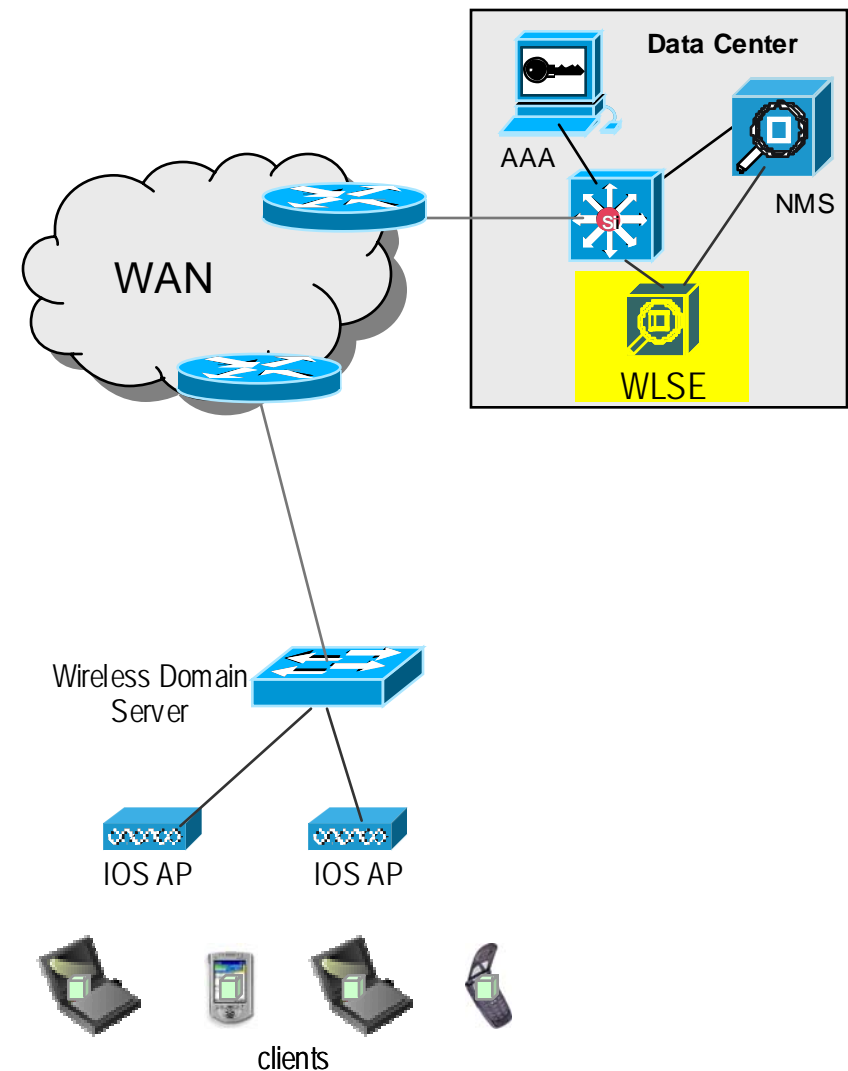 Data Center
AAA
NMS
Si
WAN
WLSE
Wireless Domain
Server
IOS AP
IOS AP
clients